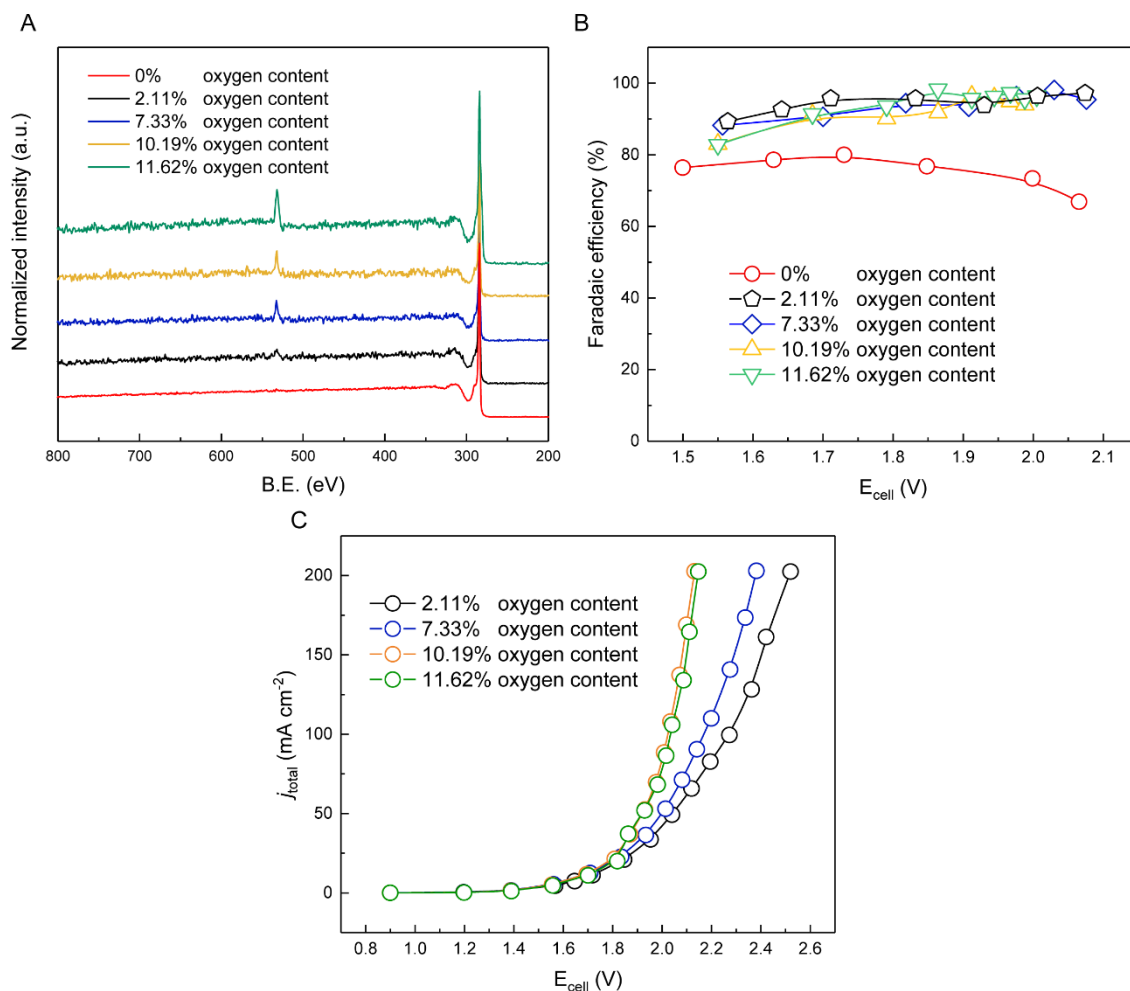 A
Normalized intensity (a.u.)
0% oxygen content
2.11% oxygen content
7.33% oxygen content
10.19% oxygen content
11.62% oxygen content
800 700 600 500 400 300 200
B.E. (eV)
B
Faradaic efficiency (%)
100
80
60
40
20
0
0% oxygen content
2.11% oxygen content
7.33% oxygen content
10.19% oxygen content
11.62% oxygen content
1.5 1.6 1.7 1.8 1.9 2.0 2.1
Ecell (V)
C
jtotal (mA cm-2)
200
150
100
50
0
2.11% oxygen content
7.33% oxygen content
10.19% oxygen content
11.62% oxygen content
0.8 1.0 1.2 1.4 1.6 1.8 2.0 2.2 2.4 2.6
Ecell (V)